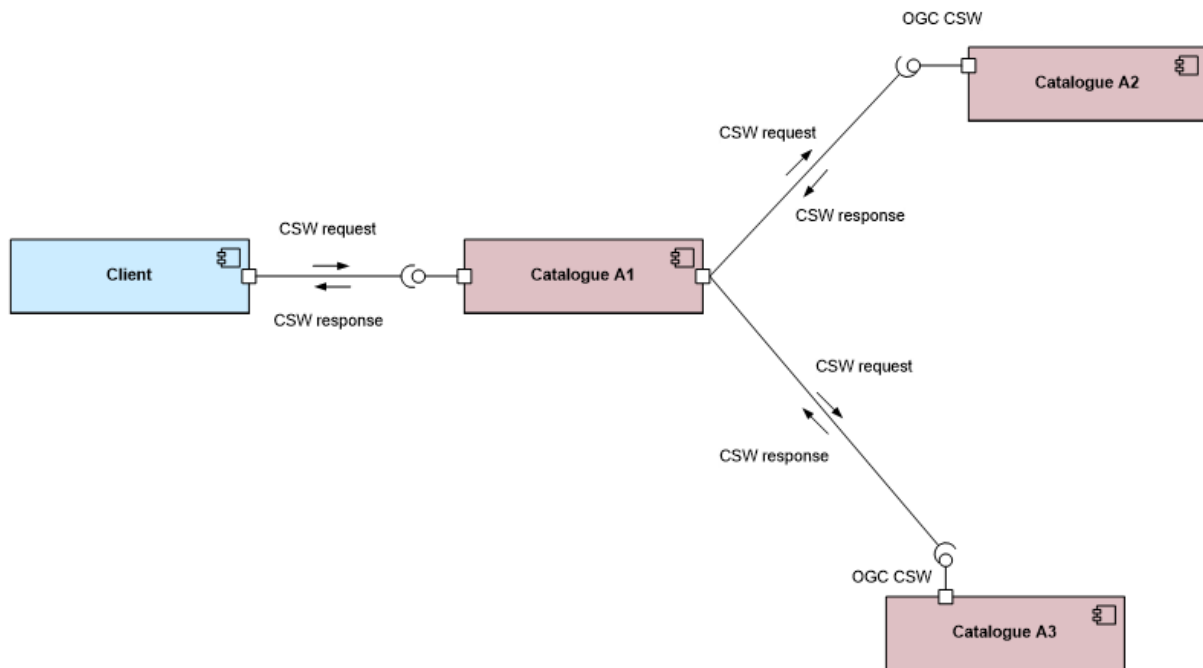 OGC CSW
Catalogue A2
CSW request
CSW response
CSW request
Client
Catalogue A1
CSW response
CSW request
CSW response
OGC CSW
Catalogue A3